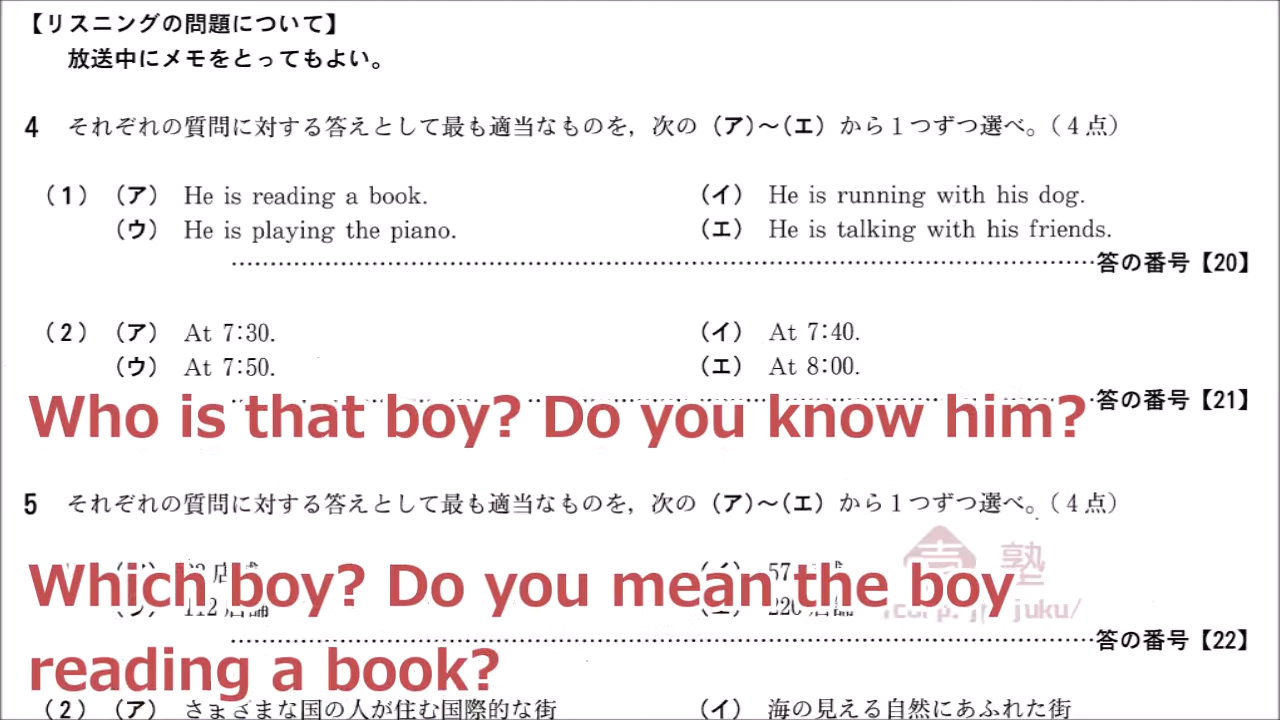 【リスニングの問題について】
放送中にメモをとってもよい。
4 それぞれの質問に対する答えとして最も適当なものを，次の（ア）～（エ）から1つずつ選べ。（4点）
（1）（ア） He is reading a book. （イ） He is running with his dog.
（ウ） He is playing the piano. （エ） He is talking with his friends.
答の番号【20】
（2）（ア） At 7:30. （イ） At 7:40.
（ウ） At 7:50. （エ） At 8:00.
答の番号【21】
Who is that boy? Do you know him?
5 それぞれの質問に対する答えとして最も適当なものを，次の（ア）～（エ）から1つずつ選べ。（4点）
塾
Which boy? Do you mean the boy
juku/
答の番号【22】
reading a book?
（2）（ア） さまざまな国の人が住む国際的な街 （イ） 海の見える自然にあふれた街